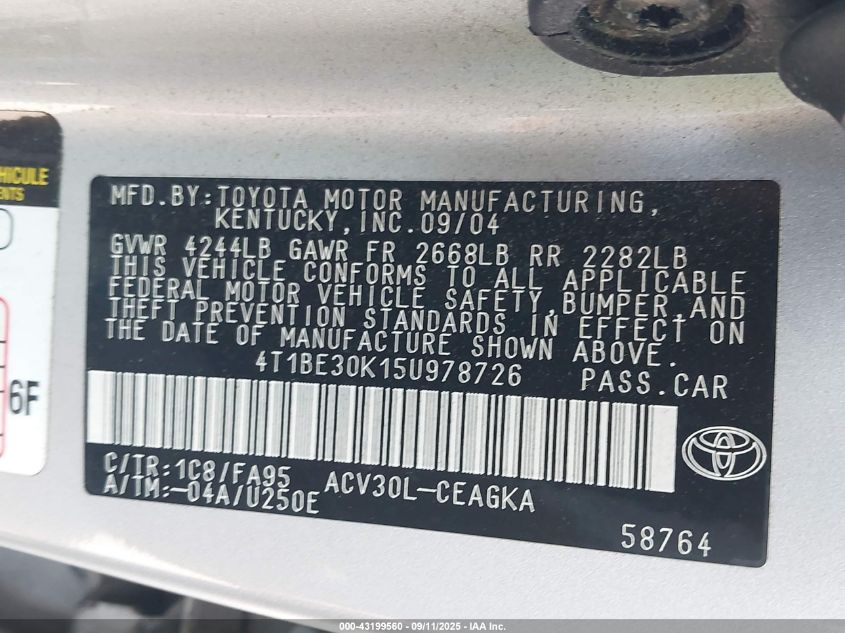 HICULE
ENTS
6F
MFD.BY:TOYOTA MOTOR MANUFACTURING,
KENTUCKY,INC.09/04
GVWR 4244LB GAWR FR 2668LB RR 2282LB
THIS VEHICLE CONFORMS TO ALL APPLICABLE
FEDERAL MOTOR VEHICLE SAFETY,BUMPER,AND
THEFT PREVENTION STANDARDS IN EFFECT ON
THE DATE OF MANUFACTURE SHOWN ABOVE.
4T1BE30K15U978726 PASS.CAR
C/TR:1C8/FA95 ACV30L-CEAGKA
A/TM:-04A/U250E
58764
000-43199560 - 09/11/2025 - IAA Inc.